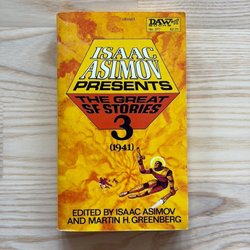 DAW
ISAAC
ASIMOV
PRESENTS
THE GREAT
SF STORIES
3
(1941)
EDITED BY ISAAC ASIMOV
AND MARTIN H. GREENBERG